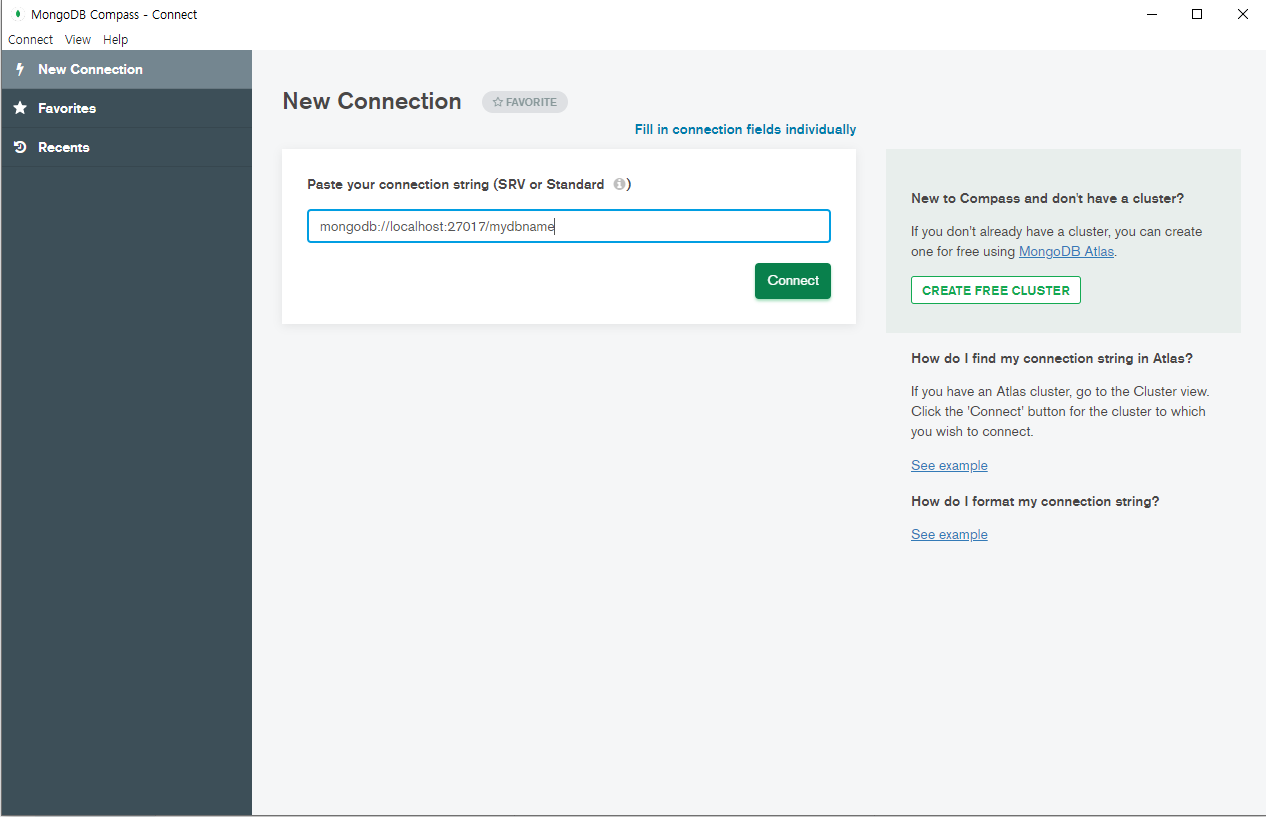 MongoDB Compass - Connect
Connect View Help
New Connection
Favorites
Recents
New Connection
FAVORITE
Fill in connection fields individually
Paste your connection string (SRV or Standard )
mongodb://localhost:27017/mydbname
Connect
New to Compass and don't have a cluster?
If you don't already have a cluster, you can create
one for free using MongoDB Atlas.
CREATE FREE CLUSTER
How do I find my connection string in Atlas?
If you have an Atlas cluster, go to the Cluster view.
Click the 'Connect' button for the cluster to which
you wish to connect.
See example
How do I format my connection string?
See example